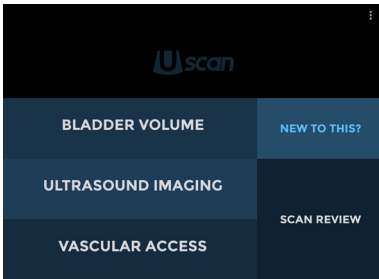 Uscan
BLADDER VOLUME
NEW TO THIS?
ULTRASOUND IMAGING
SCAN REVIEW
VASCULAR ACCESS